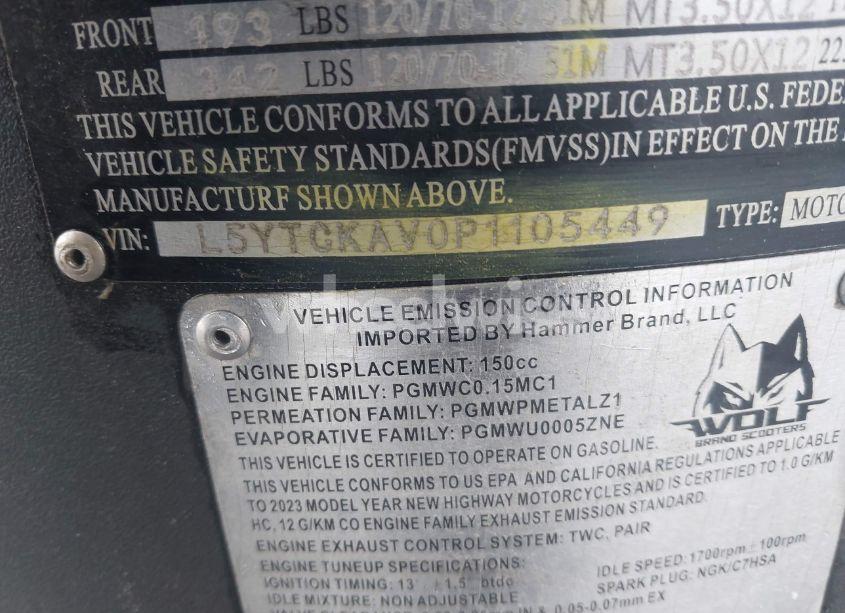 FRONT 193 LBS 120/70-12 51M MT3.50X12
REAR 342 LBS 120/70-12 51M MT3.50X12 22.
THIS VEHICLE CONFORMS TO ALL APPLICABLE U.S. FEDE
VEHICLE SAFETY STANDARDS(FMVSS)IN EFFECT ON THE
MANUFACTURF SHOWN ABOVE.
VIN: L5YTCKAV0P1105449 TYPE: MOTO
VEHICLE EMISSION CONTROL INFORMATION
IMPORTED BY Hammer Brand, LLC
ENGINE DISPLACEMENT: 150cc
ENGINE FAMILY: PGMWC0.15MC1
PERMEATION FAMILY: PGMWPMETALZ1
EVAPORATIVE FAMILY: PGMWU0005ZNE
WOLF
BRAND SCOOTERS
THIS VEHICLE IS CERTIFIED TO OPERATE ON GASOLINE.
THIS VEHICLE CONFORMS TO US EPA AND CALIFORNIA REGULATIONS APPLICABLE
TO 2023 MODEL YEAR NEW HIGHWAY MOTORCYCLES AND IS CERTIFIED TO 1.0 G/KM
HC, 12 G/KM CO ENGINE FAMILY EXHAUST EMISSION STANDARD.
ENGINE EXHAUST CONTROL SYSTEM: TWC, PAIR
ENGINE TUNEUP SPECIFICATIONS:
IDLE SPEED: 1700rpm ± 100rpm
IGNITION TIMING: 13° ± 1.5° btdc
SPARK PLUG: NGK/C7HSA
IDLE MIXTURE: NON ADJUSTABLE
IN & 0.05-0.07mm EX